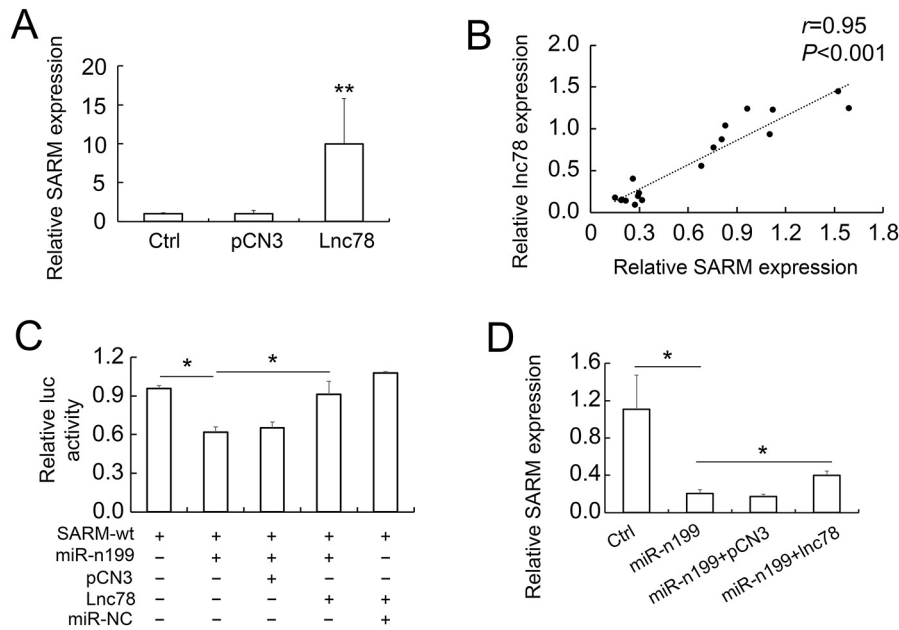 A
Relative SARM expression
20
15
10
5
0
**
Ctrl pCN3 Lnc78
B
r=0.95
P<0.001
Relative lnc78 expression
2.0
1.5
1.0
0.5
0.0
0 0.3 0.6 0.9 1.2 1.5 1.8
Relative SARM expression
C
Relative luc
activity
1.2
0.9
0.6
0.3
0.0
* *
SARM-wt + + + + +
miR-n199 − + + + −
pCN3 − − + − −
Lnc78 − − − + +
miR-NC − − − − +
D
Relative SARM expression
1.6
1.2
0.8
0.4
0.0
*
*
Ctrl
miR-n199
miR-n199+pCN3
miR-n199+lnc78